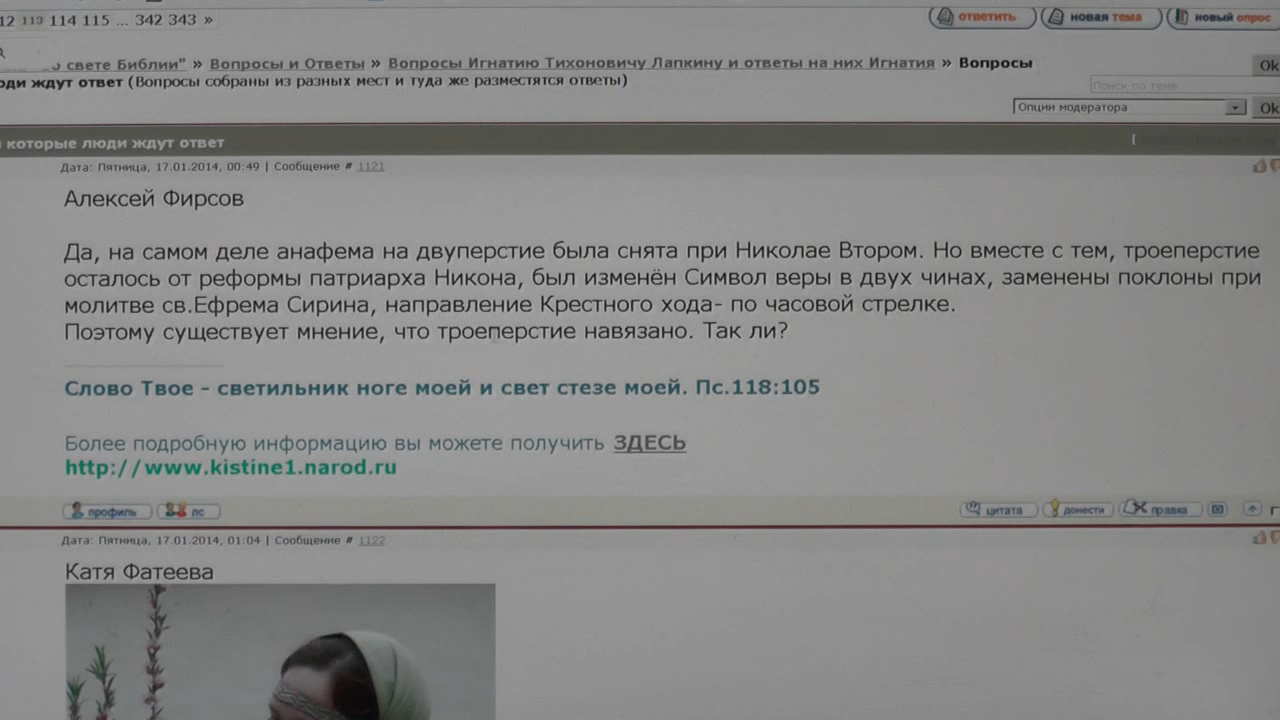 12 113 114 115 ... 342 343 »
ответить новая тема новый опрос
о свете Библии" » Вопросы и Ответы » Вопросы Игнатию Тихоновичу Лапкину и ответы на них Игнатия » Вопросы
юди ждут ответ (Вопросы собраны из разных мест и туда же разместятся ответы)
Ok
Поиск по теме
Опции модератора
Ok
которые люди ждут ответ
[
Дата: Пятница, 17.01.2014, 00:49 | Сообщение # 1121
Алексей Фирсов
Да, на самом деле анафема на двуперстие была снята при Николае Втором. Но вместе с тем, троеперстие
осталось от реформы патриарха Никона, был изменён Символ веры в двух чинах, заменены поклоны при
молитве св.Ефрема Сирина, направление Крестного хода- по часовой стрелке.
Поэтому существует мнение, что троеперстие навязано. Так ли?
Слово Твое - светильник ноге моей и свет стезе моей. Пс.118:105
Более подробную информацию вы можете получить ЗДЕСЬ
http://www.kistine1.narod.ru
профиль лс цитата донести правка
Дата: Пятница, 17.01.2014, 01:04 | Сообщение # 1122
Катя Фатеева